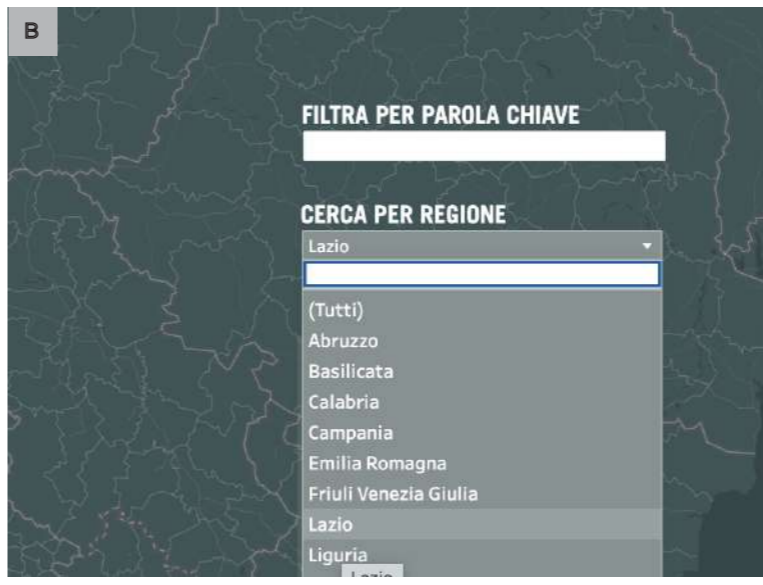 B
FILTRA PER PAROLA CHIAVE
CERCA PER REGIONE
Lazio
(Tutti)
Abruzzo
Basilicata
Calabria
Campania
Emilia Romagna
Friuli Venezia Giulia
Lazio
Liguria
Lazio